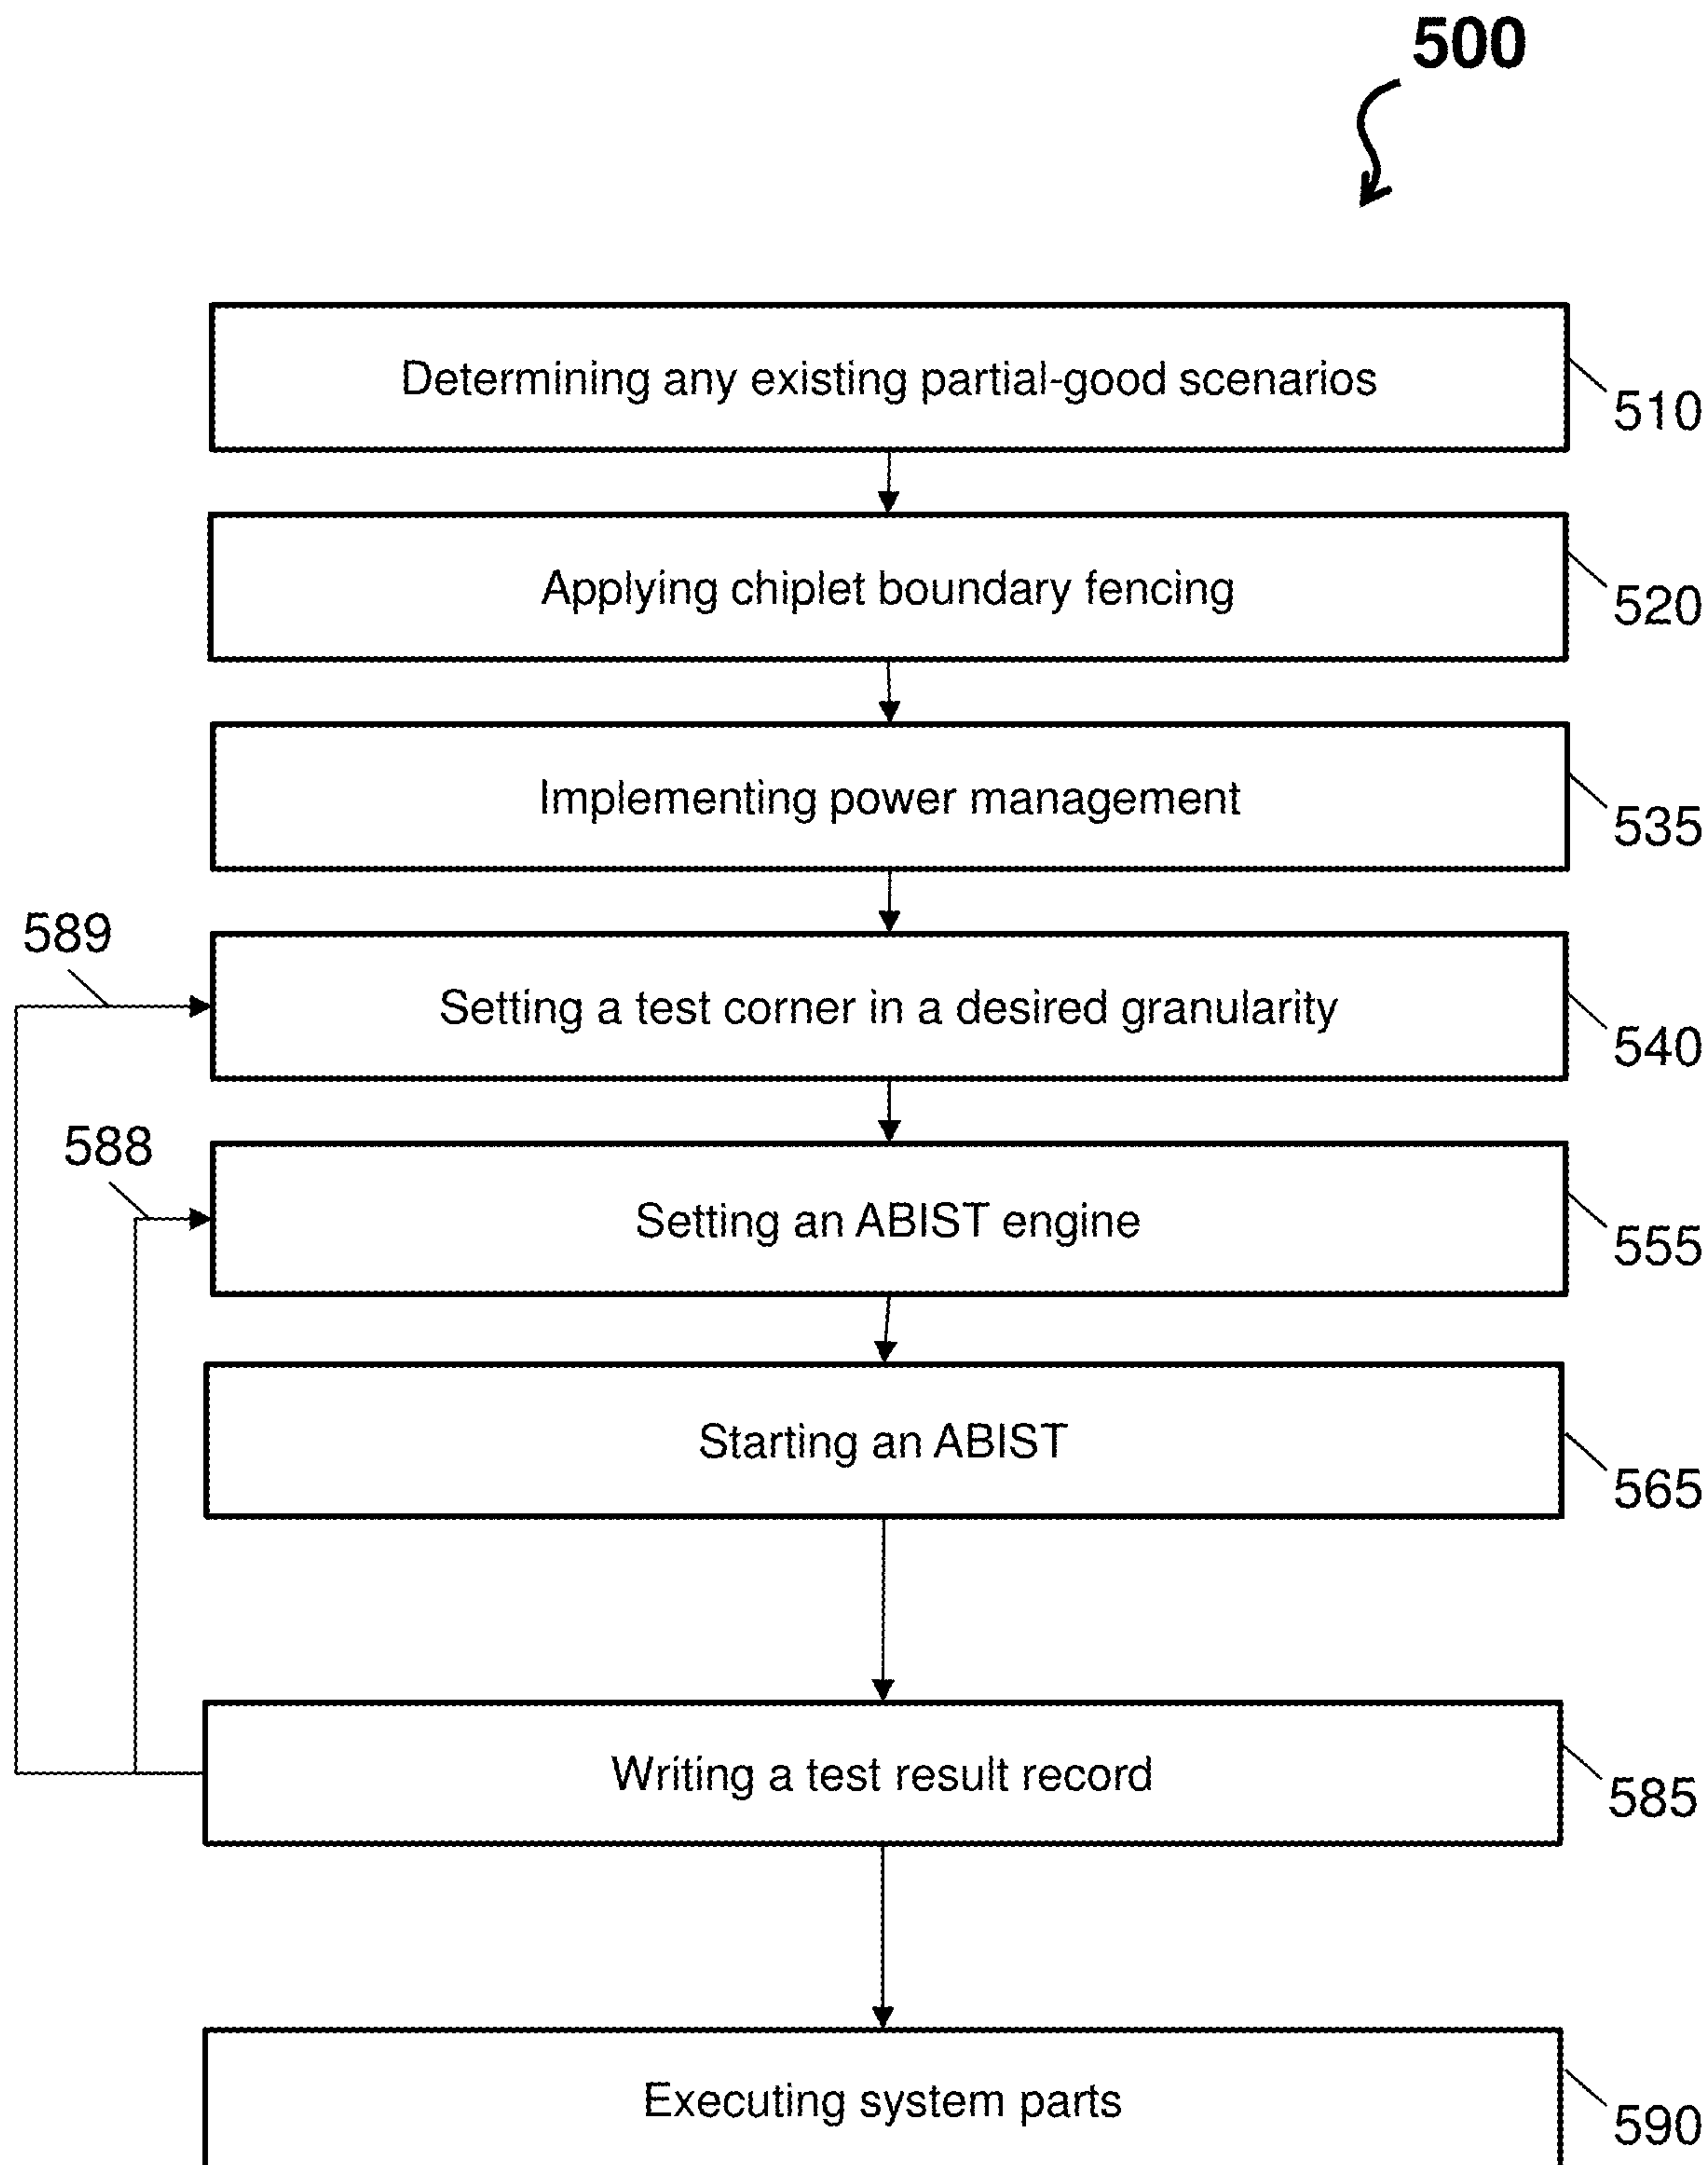 500
Determining any existing partial-good scenarios
510
Applying chiplet boundary fencing
520
Implementing power management
535
589
Setting a test corner in a desired granularity
540
588
Setting an ABIST engine
555
Starting an ABIST
565
Writing a test result record
585
Executing system parts
590